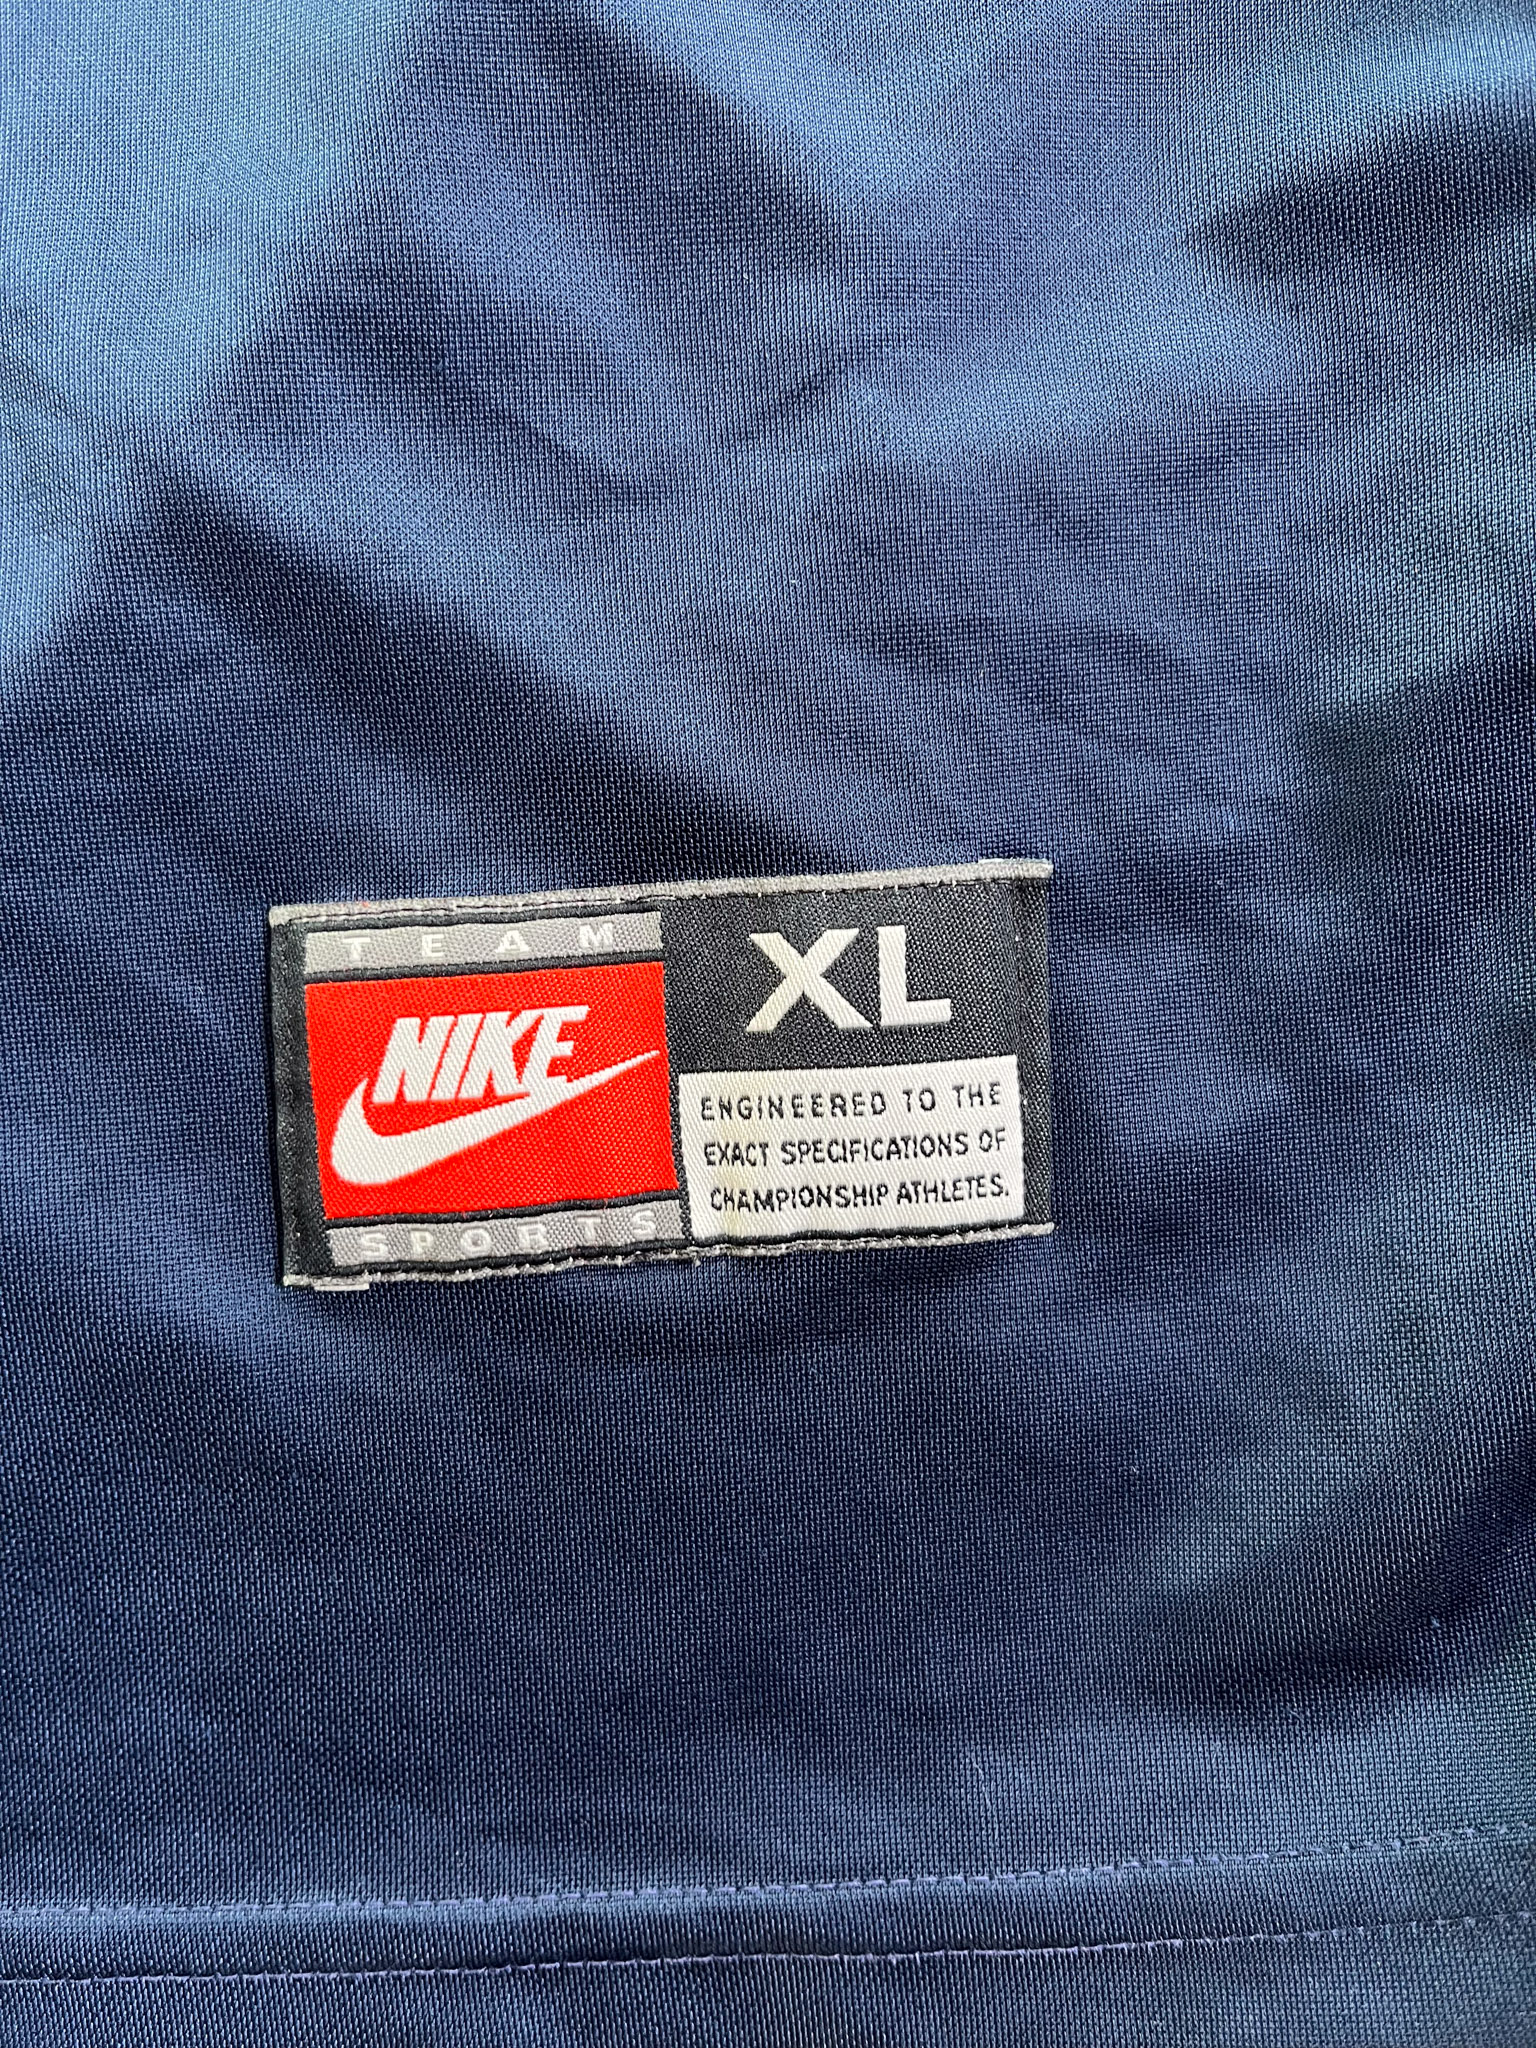 TEAM
NIKE
SPORTS
XL
ENGINEERED TO THE
EXACT SPECIFICATIONS OF
CHAMPIONSHIP ATHLETES.